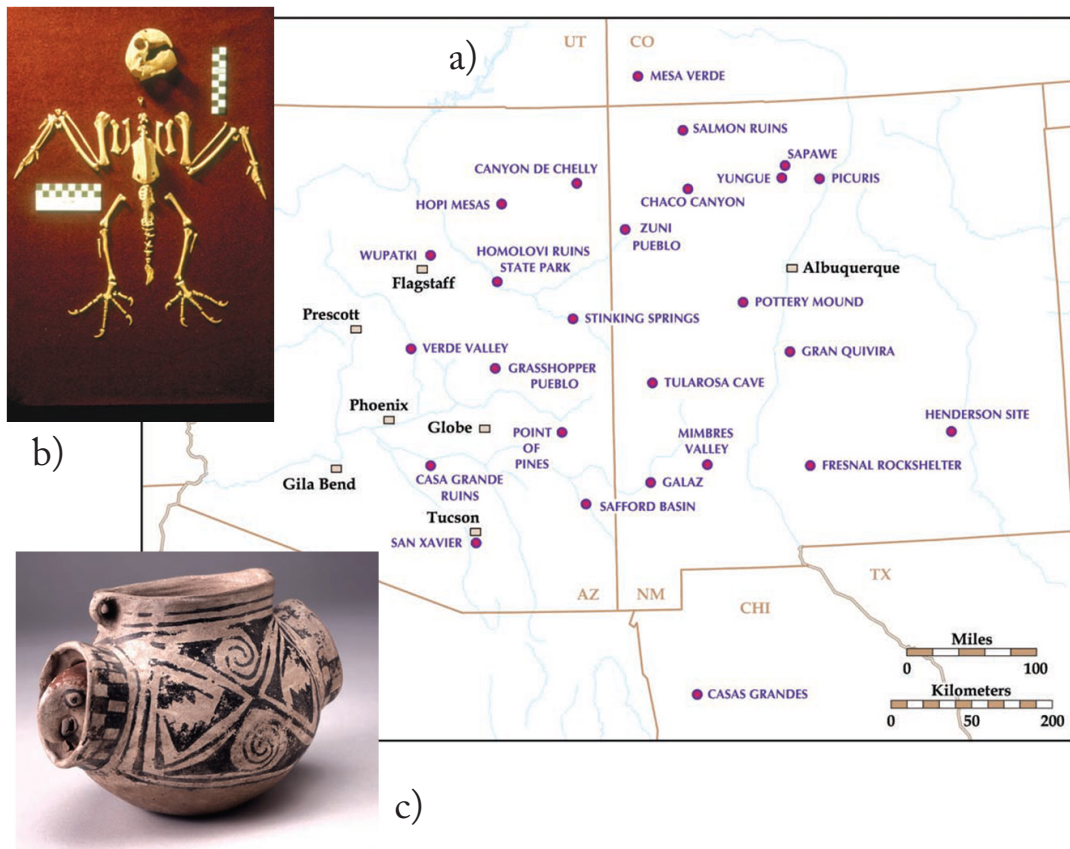 a)
UT
CO
MESA VERDE
SALMON RUINS
SAPAWE
CANYON DE CHELLY
YUNGUE
PICURIS
CHACO CANYON
HOPI MESAS
ZUNI
PUEBLO
WUPATKI
HOMOLOVI RUINS
STATE PARK
Flagstaff
Albuquerque
POTTERY MOUND
Prescott
STINKING SPRINGS
VERDE VALLEY
GRAN QUIVIRA
GRASSHOPPER
PUEBLO
TULAROSA CAVE
Phoenix
Globe
HENDERSON SITE
POINT
OF
PINES
MIMBRES
VALLEY
b)
FRESNAL ROCKSHELTER
Gila Bend
CASA GRANDE
RUINS
GALAZ
SAFFORD BASIN
Tucson
SAN XAVIER
TX
AZ
NM
CHI
Miles
0
100
CASAS GRANDES
Kilometers
0
50
200
c)